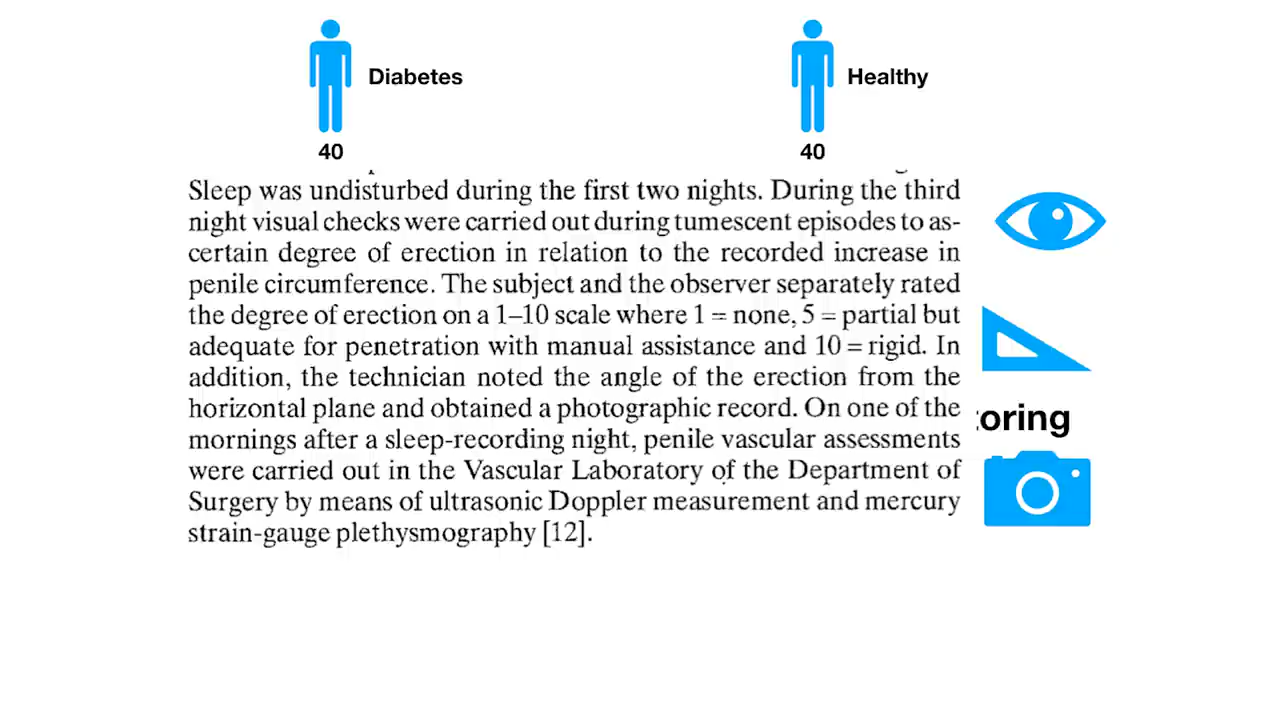 Diabetes
Healthy
40
40
Sleep was undisturbed during the first two nights. During the third
night visual checks were carried out during tumescent episodes to as-
certain degree of erection in relation to the recorded increase in
penile circumference. The subject and the observer separately rated
the degree of erection on a 1–10 scale where 1 = none, 5 = partial but
adequate for penetration with manual assistance and 10 = rigid. In
addition, the technician noted the angle of the erection from the
horizontal plane and obtained a photographic record. On one of the
mornings after a sleep-recording night, penile vascular assessments
were carried out in the Vascular Laboratory of the Department of
Surgery by means of ultrasonic Doppler measurement and mercury
strain-gauge plethysmography [12].